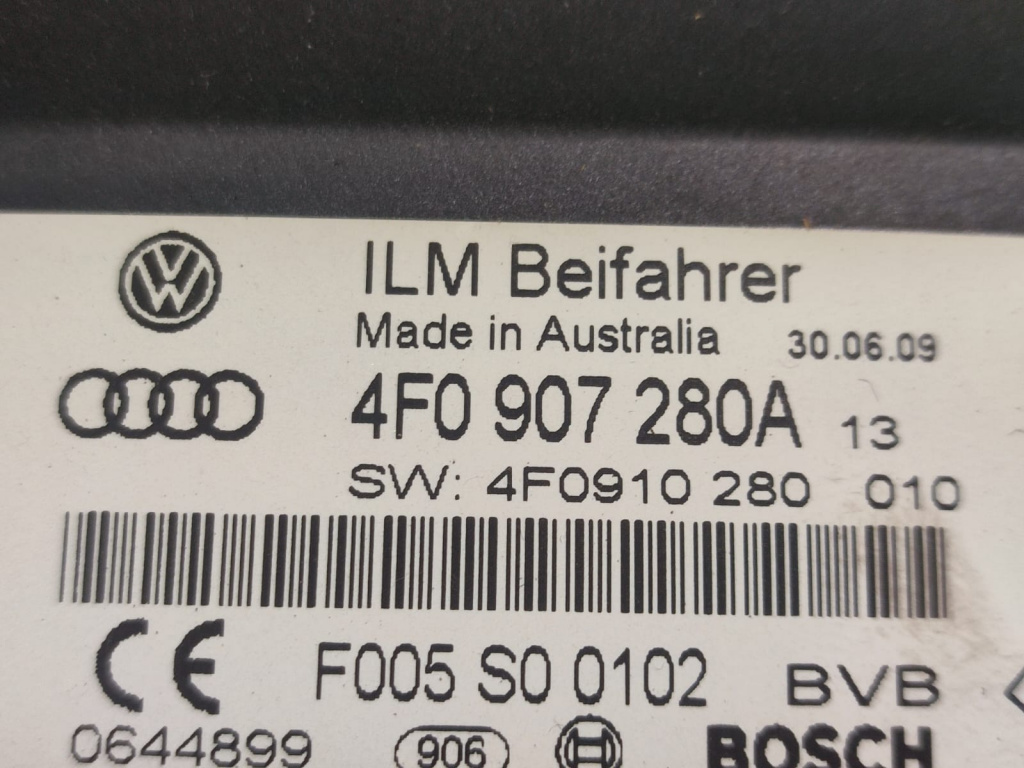 ILM Beifahrer
Made in Australia 30.06.09
4F0 907 280A 13
SW: 4F0910 280 010
CE F005 S0 0102 BVB
0644899 906 BOSCH